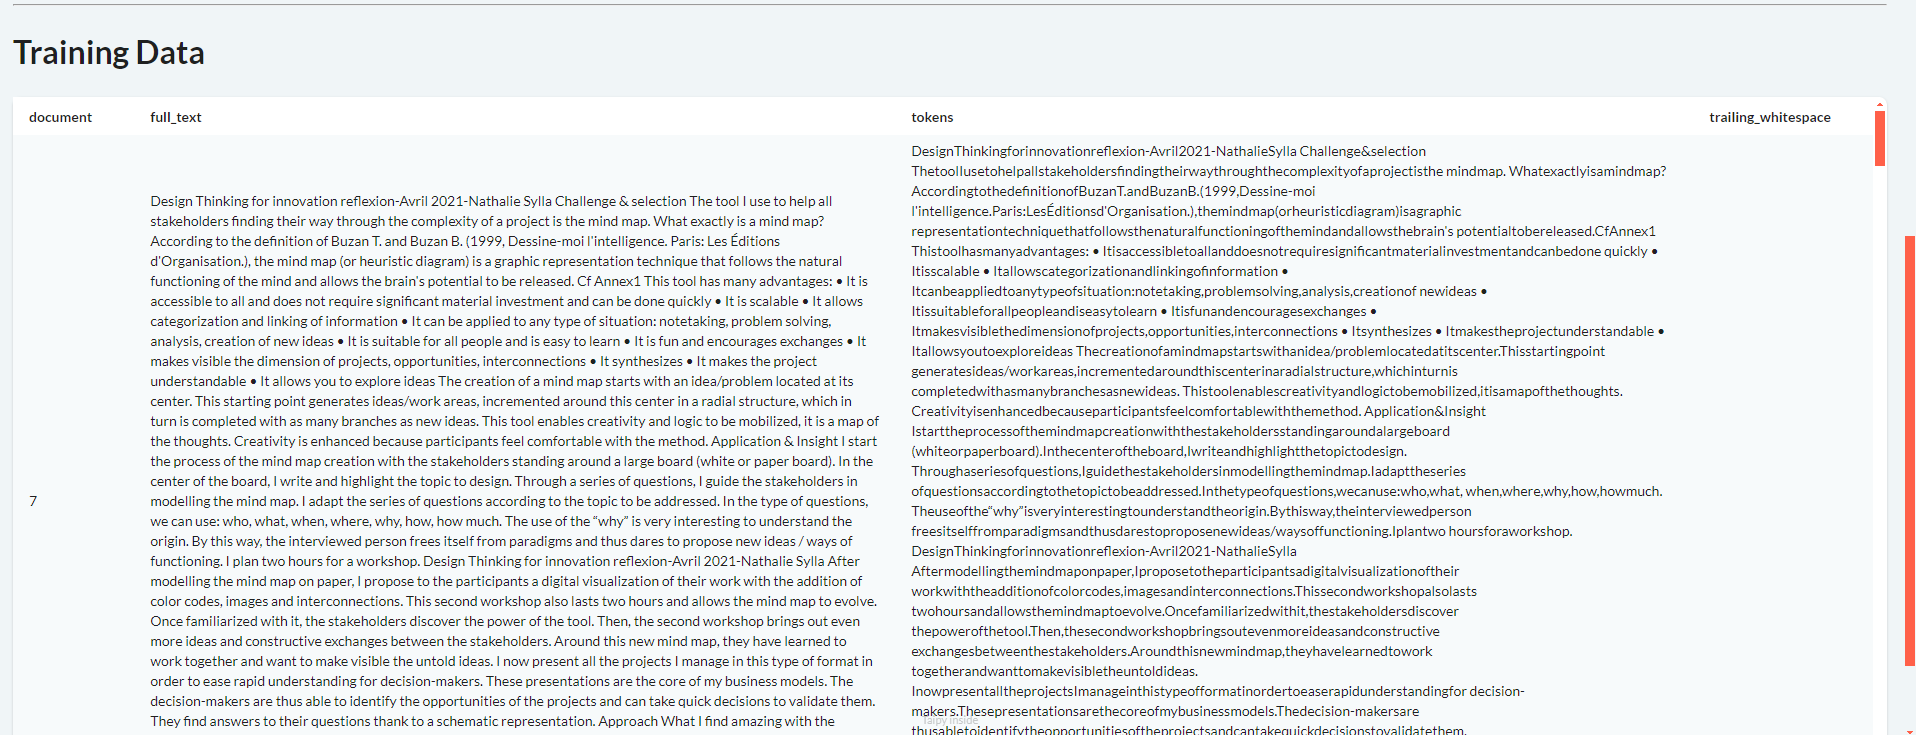 Training Data
document full_text tokens trailing_whitespace
7
Design Thinking for innovation reflexion-Avril 2021-Nathalie Sylla Challenge & selection The tool I use to help all
stakeholders finding their way through the complexity of a project is the mind map. What exactly is a mind map?
According to the definition of Buzan T. and Buzan B. (1999, Dessine-moi l'intelligence. Paris: Les Éditions
d'Organisation.), the mind map (or heuristic diagram) is a graphic representation technique that follows the natural
functioning of the mind and allows the brain's potential to be released. Cf Annex1 This tool has many advantages: • It is
accessible to all and does not require significant material investment and can be done quickly • It is scalable • It allows
categorization and linking of information • It can be applied to any type of situation: notetaking, problem solving,
analysis, creation of new ideas • It is suitable for all people and is easy to learn • It is fun and encourages exchanges • It
makes visible the dimension of projects, opportunities, interconnections • It synthesizes • It makes the project
understandable • It allows you to explore ideas The creation of a mind map starts with an idea/problem located at its
center. This starting point generates ideas/work areas, incremented around this center in a radial structure, which in
turn is completed with as many branches as new ideas. This tool enables creativity and logic to be mobilized, it is a map of
the thoughts. Creativity is enhanced because participants feel comfortable with the method. Application & Insight I start
the process of the mind map creation with the stakeholders standing around a large board (white or paper board). In the
center of the board, I write and highlight the topic to design. Through a series of questions, I guide the stakeholders in
modelling the mind map. I adapt the series of questions according to the topic to be addressed. In the type of questions,
we can use: who, what, when, where, why, how, how much. The use of the “why” is very interesting to understand the
origin. By this way, the interviewed person frees itself from paradigms and thus dares to propose new ideas / ways of
functioning. I plan two hours for a workshop. Design Thinking for innovation reflexion-Avril 2021-Nathalie Sylla After
modelling the mind map on paper, I propose to the participants a digital visualization of their work with the addition of
color codes, images and interconnections. This second workshop also lasts two hours and allows the mind map to evolve.
Once familiarized with it, the stakeholders discover the power of the tool. Then, the second workshop brings out even
more ideas and constructive exchanges between the stakeholders. Around this new mind map, they have learned to
work together and want to make visible the untold ideas. I now present all the projects I manage in this type of format in
order to ease rapid understanding for decision-makers. These presentations are the core of my business models. The
decision-makers are thus able to identify the opportunities of the projects and can take quick decisions to validate them.
They find answers to their questions thank to a schematic representation. Approach What I find amazing with the
DesignThinkingforinnovationreflexion-Avril2021-NathalieSylla Challenge&selection
ThetoolIusetohelpallstakeholdersfindingtheirwaythroughthecomplexityofaprojectisthe mindmap. Whatexactlyisamindmap?
AccordingtothedefinitionofBuzanT.andBuzanB.(1999,Dessine-moi
l'intelligence.Paris:LesÉditionsd'Organisation.),themindmap(orheuristicdiagram)isagraphic
representationtechniquethatfollowsthenaturalfunctioningofthemindandallowsthebrain's potentialtobereleased.CfAnnex1
Thistoolhasmanyadvantages: • Itisaccessibletoallanddoesnotrequiresignificantmaterialinvestmentandcanbedone quickly •
Itisscalable • Itallowscategorizationandlinkingofinformation •
Itcanbeappliedtoanytypeofsituation:notetaking,problemsolving,analysis,creationof newideas •
Itissuitableforallpeopleandiseasytolearn • Itisfunandencouragesexchanges •
Itmakesvisiblethedimensionofprojects,opportunities,interconnections • Itsynthesizes • Itmakestheprojectunderstandable •
Itallowsyoutoexploreideas Thecreationofamindmapstartswithanidea/problemlocatedatitscenter.Thisstartingpoint
generatesideas/workareas,incrementedaroundthiscenterinaradialstructure,whichinturnis
completedwithasmanybranchesasnewideas. Thistoolenablescreativityandlogictobemobilized,itisamapofthethoughts.
Creativityisenhancedbecauseparticipantsfeelcomfortablewiththemethod. Application&Insight
Istarttheprocessofthemindmapcreationwiththestakeholdersstandingaroundalargeboard
(whiteorpaperboard).Inthecenteroftheboard,Iwriteandhighlightthetopictodesign.
Throughaseriesofquestions,Iguidethestakeholdersinmodellingthemindmap.Iadapttheseries
ofquestionsaccordingtothetopictobeaddressed.Inthetypeofquestions,wecanuse:who,what, when,where,why,how,howmuch.
Theuseofthe“why”isveryinterestingtounderstandtheorigin.Bythisway,theinterviewedperson
freesitselffromparadigmsandthusdarestoproposenewideas/waysoffunctioning.Iplantwo hoursforaworkshop.
DesignThinkingforinnovationreflexion-Avril2021-NathalieSylla
Aftermodellingthemindmaponpaper,Iproposetotheparticipantsadigitalvisualizationoftheir
workwiththeadditionofcolorcodes,imagesandinterconnections.Thissecondworkshopalsolasts
twohoursandallowsthemindmaptoevolve.Oncefamiliarizedwithit,thestakeholdersdiscover
thepowerofthetool.Then,thesecondworkshopbringsoutevenmoreideasandconstructive
exchangesbetweenthestakeholders.Aroundthisnewmindmap,theyhavelearnedtowork
togetherandwanttomakevisibletheuntoldideas.
InowpresentalltheprojectsImanageinthistypeofformatinordertoeaserapidunderstandingfor decision-
makers.Thesepresentationsarethecoreofmybusinessmodels.Thedecision-makersare
Taipy inside
thusabletoidentifytheopportunitiesoftheprojectsandcantakequickdecisionstovalidatethem.